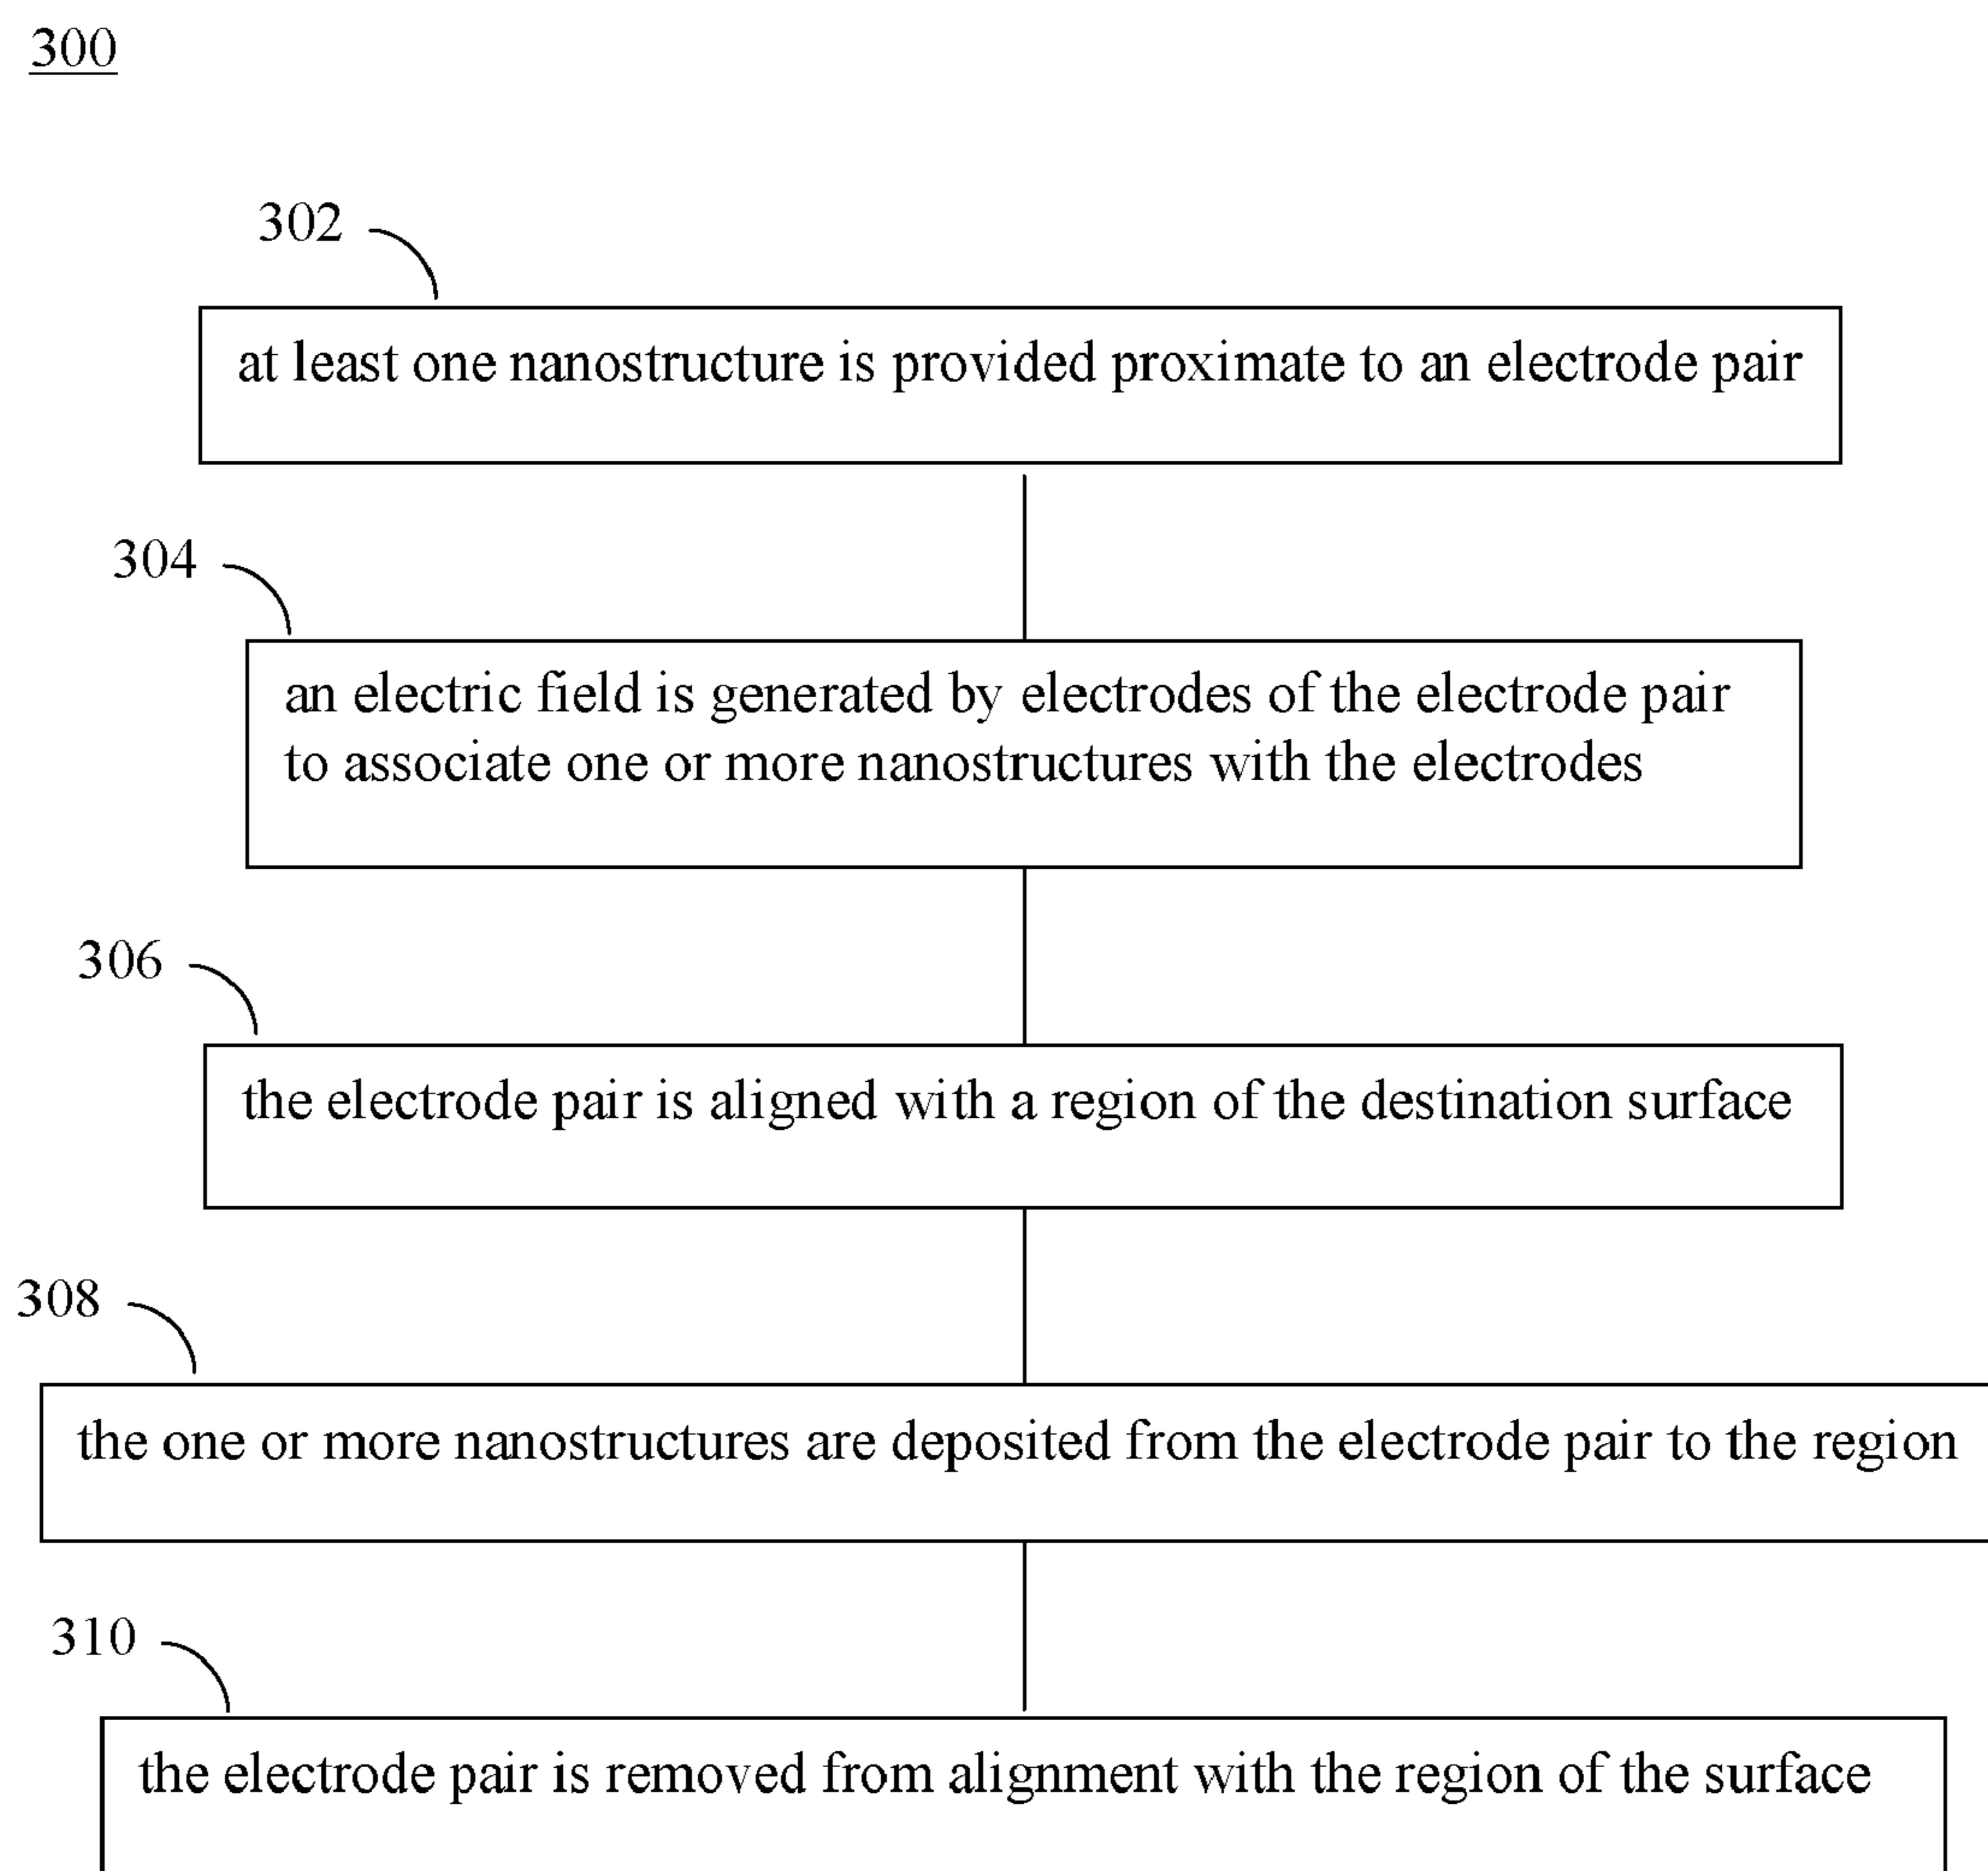 300
302
at least one nanostructure is provided proximate to an electrode pair
304
an electric field is generated by electrodes of the electrode pair
to associate one or more nanostructures with the electrodes
306
the electrode pair is aligned with a region of the destination surface
308
the one or more nanostructures are deposited from the electrode pair to the region
310
the electrode pair is removed from alignment with the region of the surface